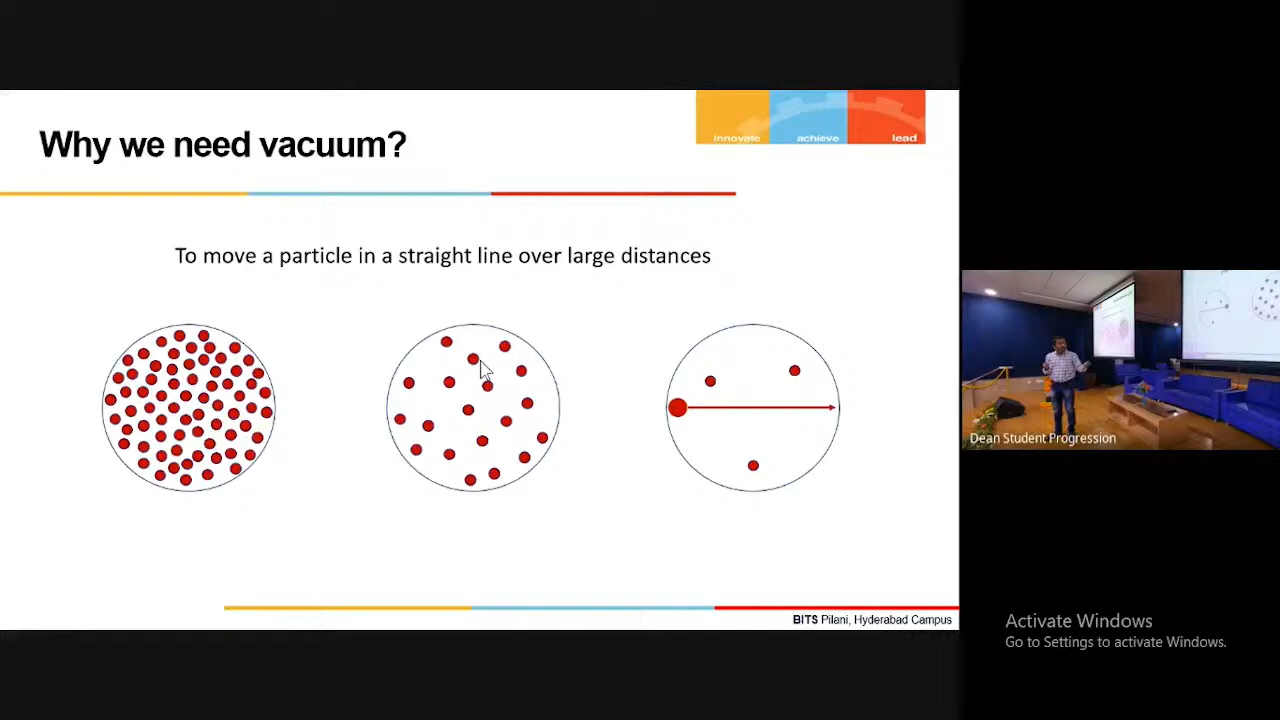 innovate achieve lead
Why we need vacuum?
To move a particle in a straight line over large distances
Dean Student Progression
BITS Pilani, Hyderabad Campus
Activate Windows
Go to Settings to activate Windows.